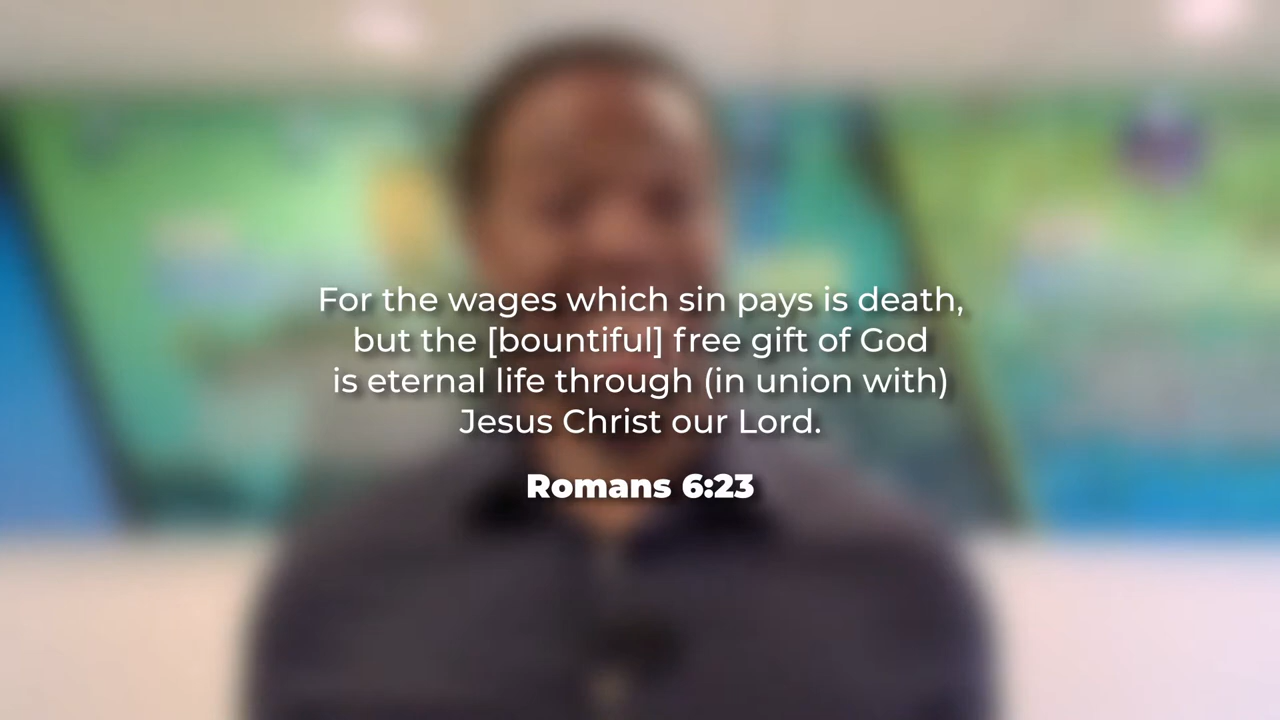 For the wages which sin pays is death,
but the [bountiful] free gift of God
is eternal life through (in union with)
Jesus Christ our Lord.
Romans 6:23